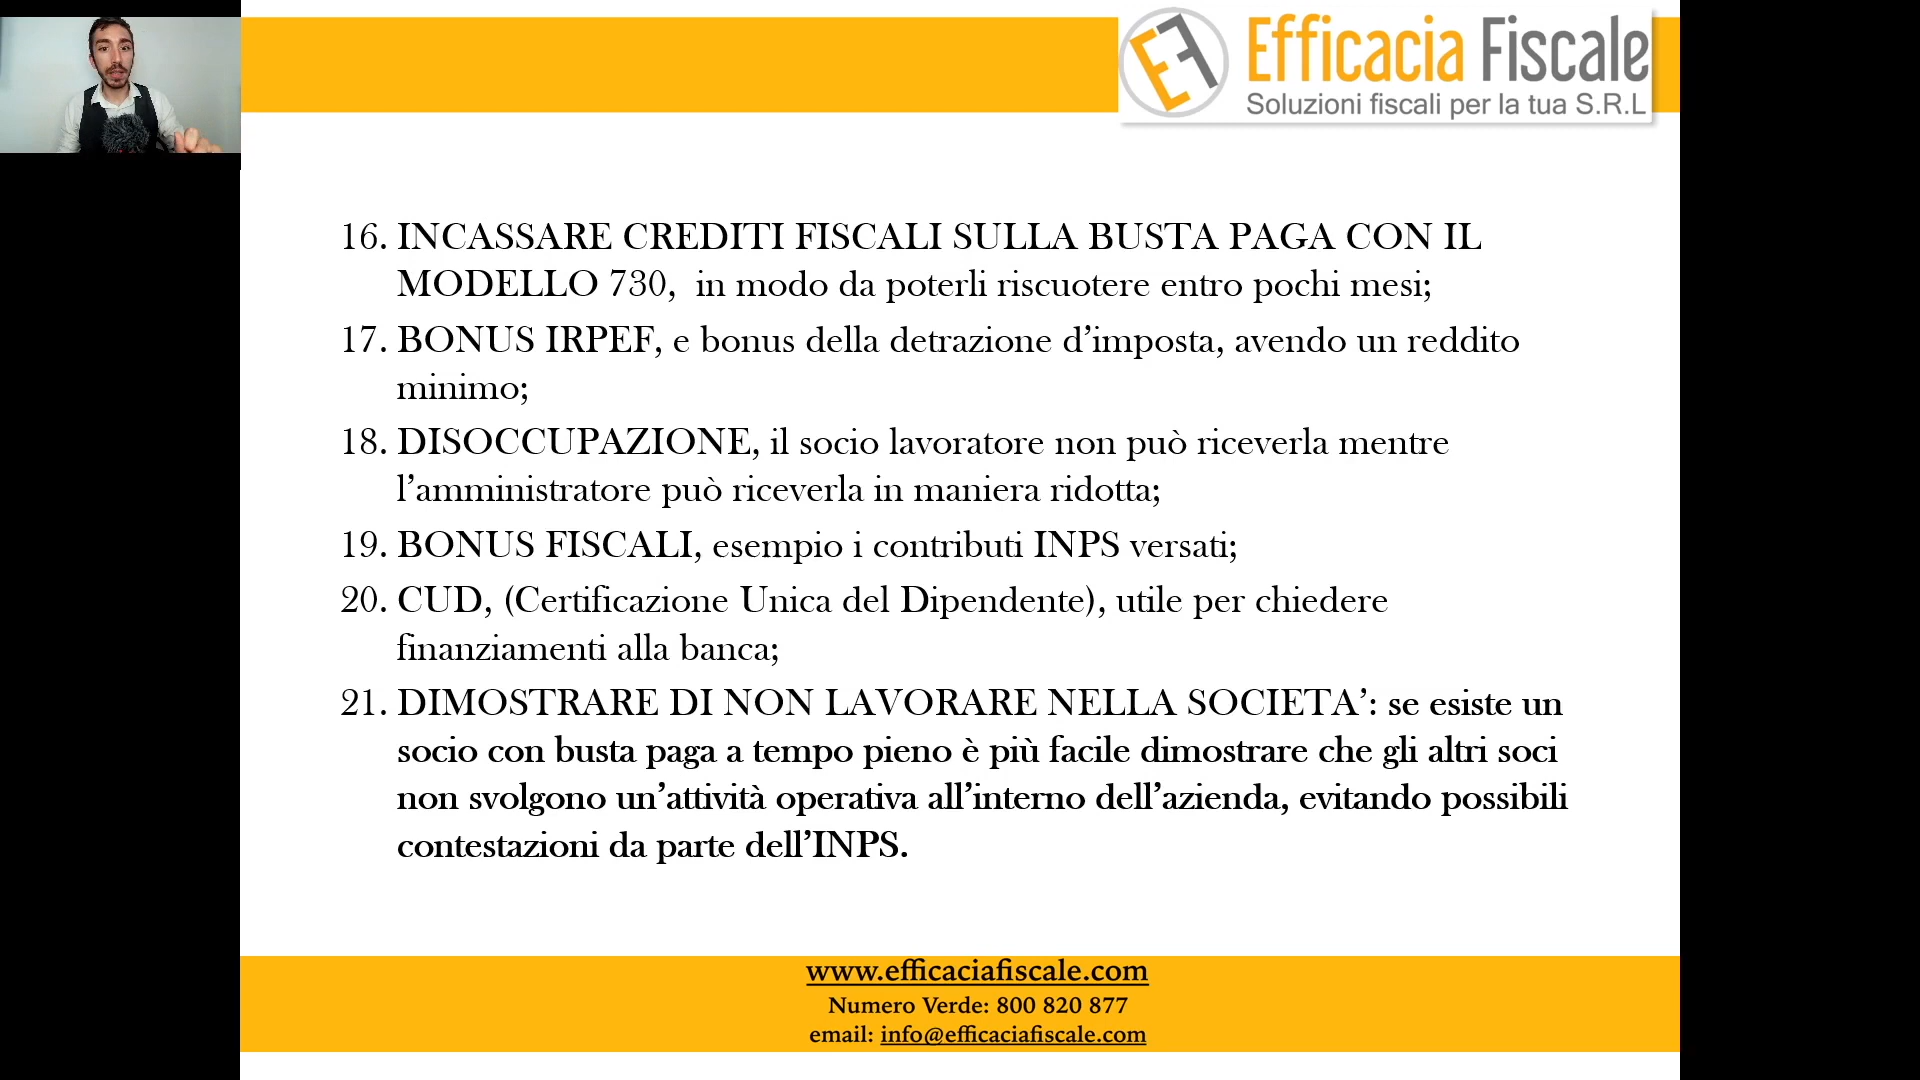 EF
Efficacia Fiscale
Soluzioni fiscali per la tua S.R.L
16. INCASSARE CREDITI FISCALI SULLA BUSTA PAGA CON IL
MODELLO 730,  in modo da poterli riscuotere entro pochi mesi;
17. BONUS IRPEF, e bonus della detrazione d’imposta, avendo un reddito
minimo;
18. DISOCCUPAZIONE, il socio lavoratore non può riceverla mentre
l’amministratore può riceverla in maniera ridotta;
19. BONUS FISCALI, esempio i contributi INPS versati;
20. CUD, (Certificazione Unica del Dipendente), utile per chiedere
finanziamenti alla banca;
21. DIMOSTRARE DI NON LAVORARE NELLA SOCIETA’: se esiste un
socio con busta paga a tempo pieno è più facile dimostrare che gli altri soci
non svolgono un’attività operativa all’interno dell’azienda, evitando possibili
contestazioni da parte dell’INPS.
www.efficaciafiscale.com
Numero Verde: 800 820 877
email: info@efficaciafiscale.com